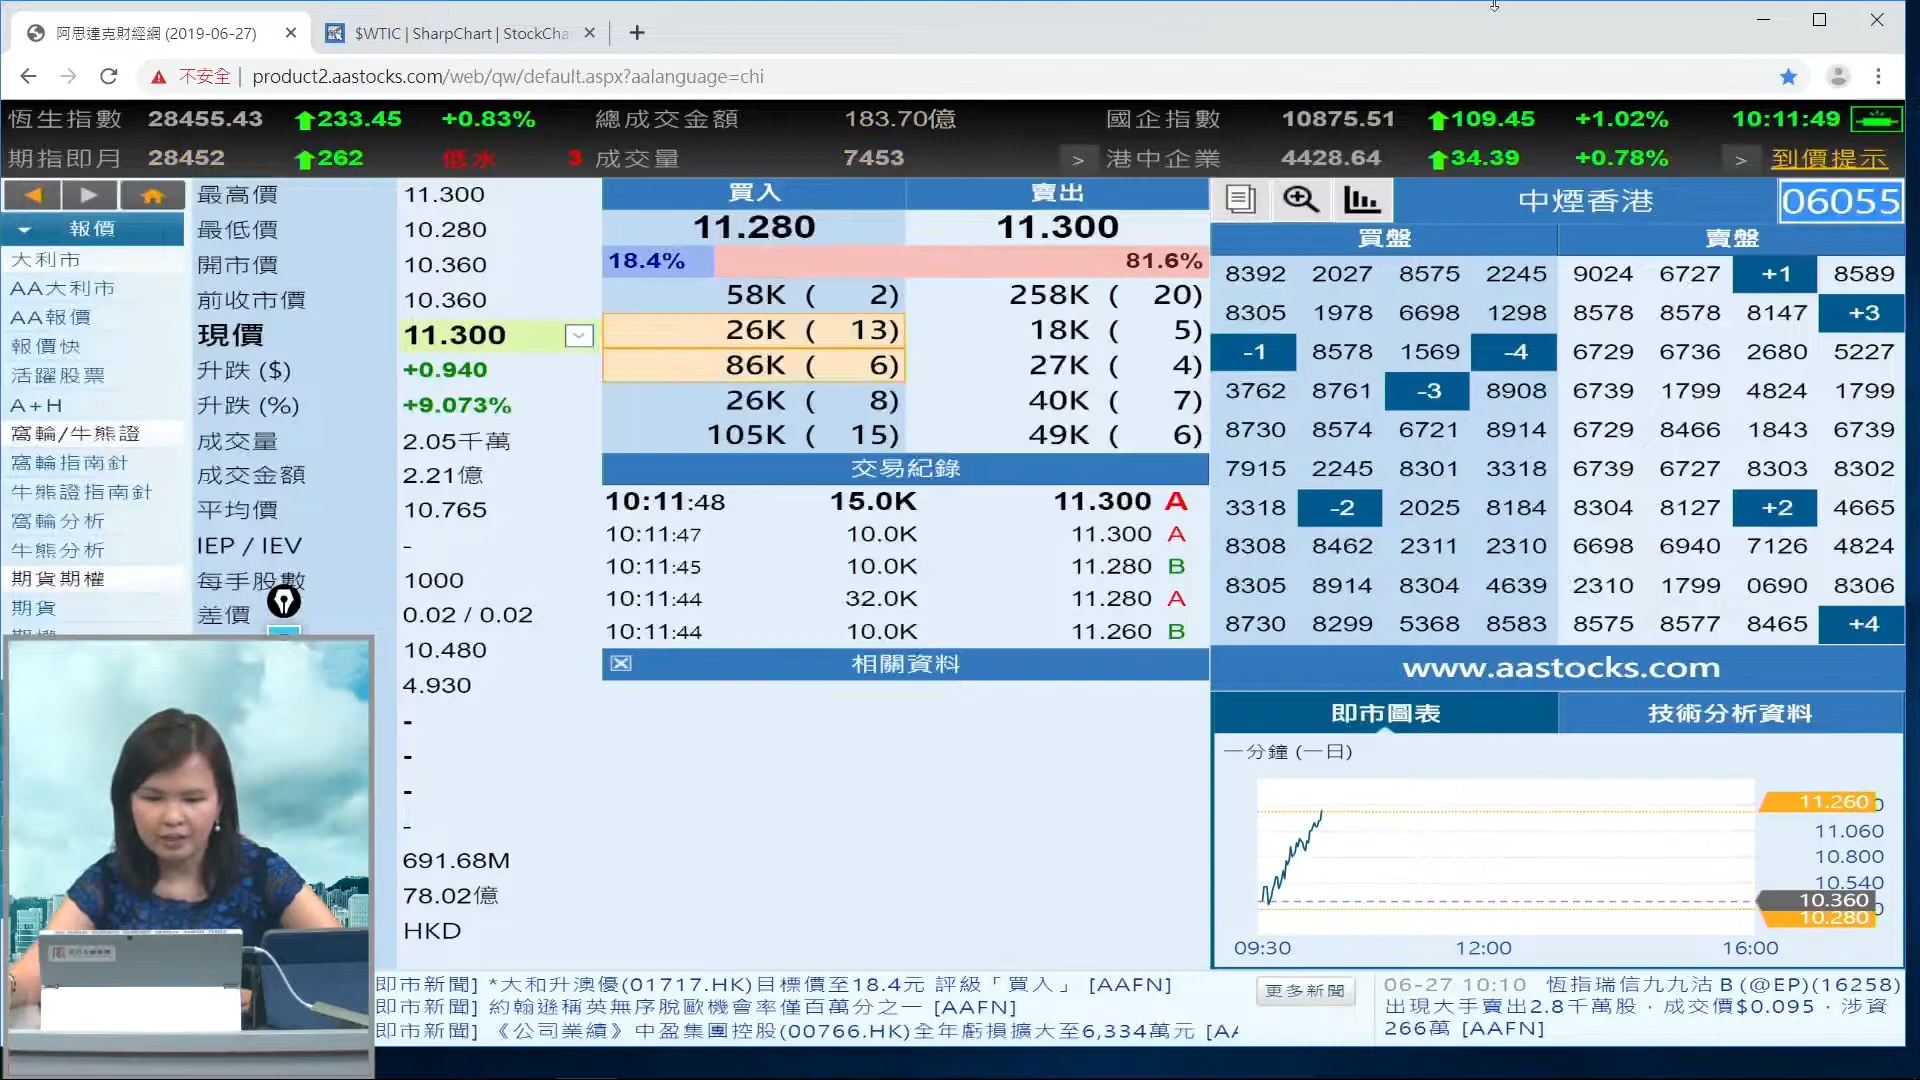 阿思達克財經網 (2019-06-27)
$WTIC | SharpChart | StockCha
不安全 | product2.aastocks.com/web/qw/default.aspx?aalanguage=chi
恆生指數 28455.43 233.45 +0.83% 總成交金額 183.70億 國企指數 10875.51 109.45 +1.02% 10:11:49
期指即月 28452 262 低水 3 成交量 7453 > 港中企業 4428.64 34.39 +0.78% > 到價提示
報價
大利市
AA大利市
AA報價
報價快
活躍股票
A+H
窩輪/牛熊證
窩輪指南針
牛熊證指南針
窩輪分析
牛熊分析
期貨期權
期貨
最高價 11.300
最低價 10.280
開市價 10.360
前收市價 10.360
現價 11.300
升跌 ($) +0.940
升跌 (%) +9.073%
成交量 2.05千萬
成交金額 2.21億
平均價 10.765
IEP / IEV -
每手股數 1000
差價 0.02 / 0.02
10.480
4.930
-
-
-
-
691.68M
78.02億
HKD
買入 賣出
11.280 11.300
18.4% 81.6%
58K ( 2) 258K ( 20)
26K ( 13) 18K ( 5)
86K ( 6) 27K ( 4)
26K ( 8) 40K ( 7)
105K ( 15) 49K ( 6)
交易紀錄
10:11:48 15.0K 11.300 A
10:11:47 10.0K 11.300 A
10:11:45 10.0K 11.280 B
10:11:44 32.0K 11.280 A
10:11:44 10.0K 11.260 B
相關資料
中煙香港 06055
買盤 賣盤
8392 2027 8575 2245 9024 6727 +1 8589
8305 1978 6698 1298 8578 8578 8147 +3
-1 8578 1569 -4 6729 6736 2680 5227
3762 8761 -3 8908 6739 1799 4824 1799
8730 8574 6721 8914 6729 8466 1843 6739
7915 2245 8301 3318 6739 6727 8303 8302
3318 -2 2025 8184 8304 8127 +2 4665
8308 8462 2311 2310 6698 6940 7126 4824
8305 8914 8304 4639 2310 1799 0690 8306
8730 8299 5368 8583 8575 8577 8465 +4
www.aastocks.com
即市圖表 技術分析資料
一分鐘 (一日)
11.260
11.060
10.800
10.540
10.360
10.280
09:30 12:00 16:00
即市新聞] *大和升澳優(01717.HK)目標價至18.4元 評級「買入」 [AAFN]
即市新聞] 約翰遜稱英無序脫歐機會率僅百萬分之一 [AAFN]
即市新聞] 《公司業績》中盈集團控股(00766.HK)全年虧損擴大至6,334萬元 [AA
更多新聞
06-27 10:10 恆指瑞信九九沽Ｂ(@EP)(16258)
出現大手賣出2.8千萬股，成交價$0.095，涉資
266萬 [AAFN]